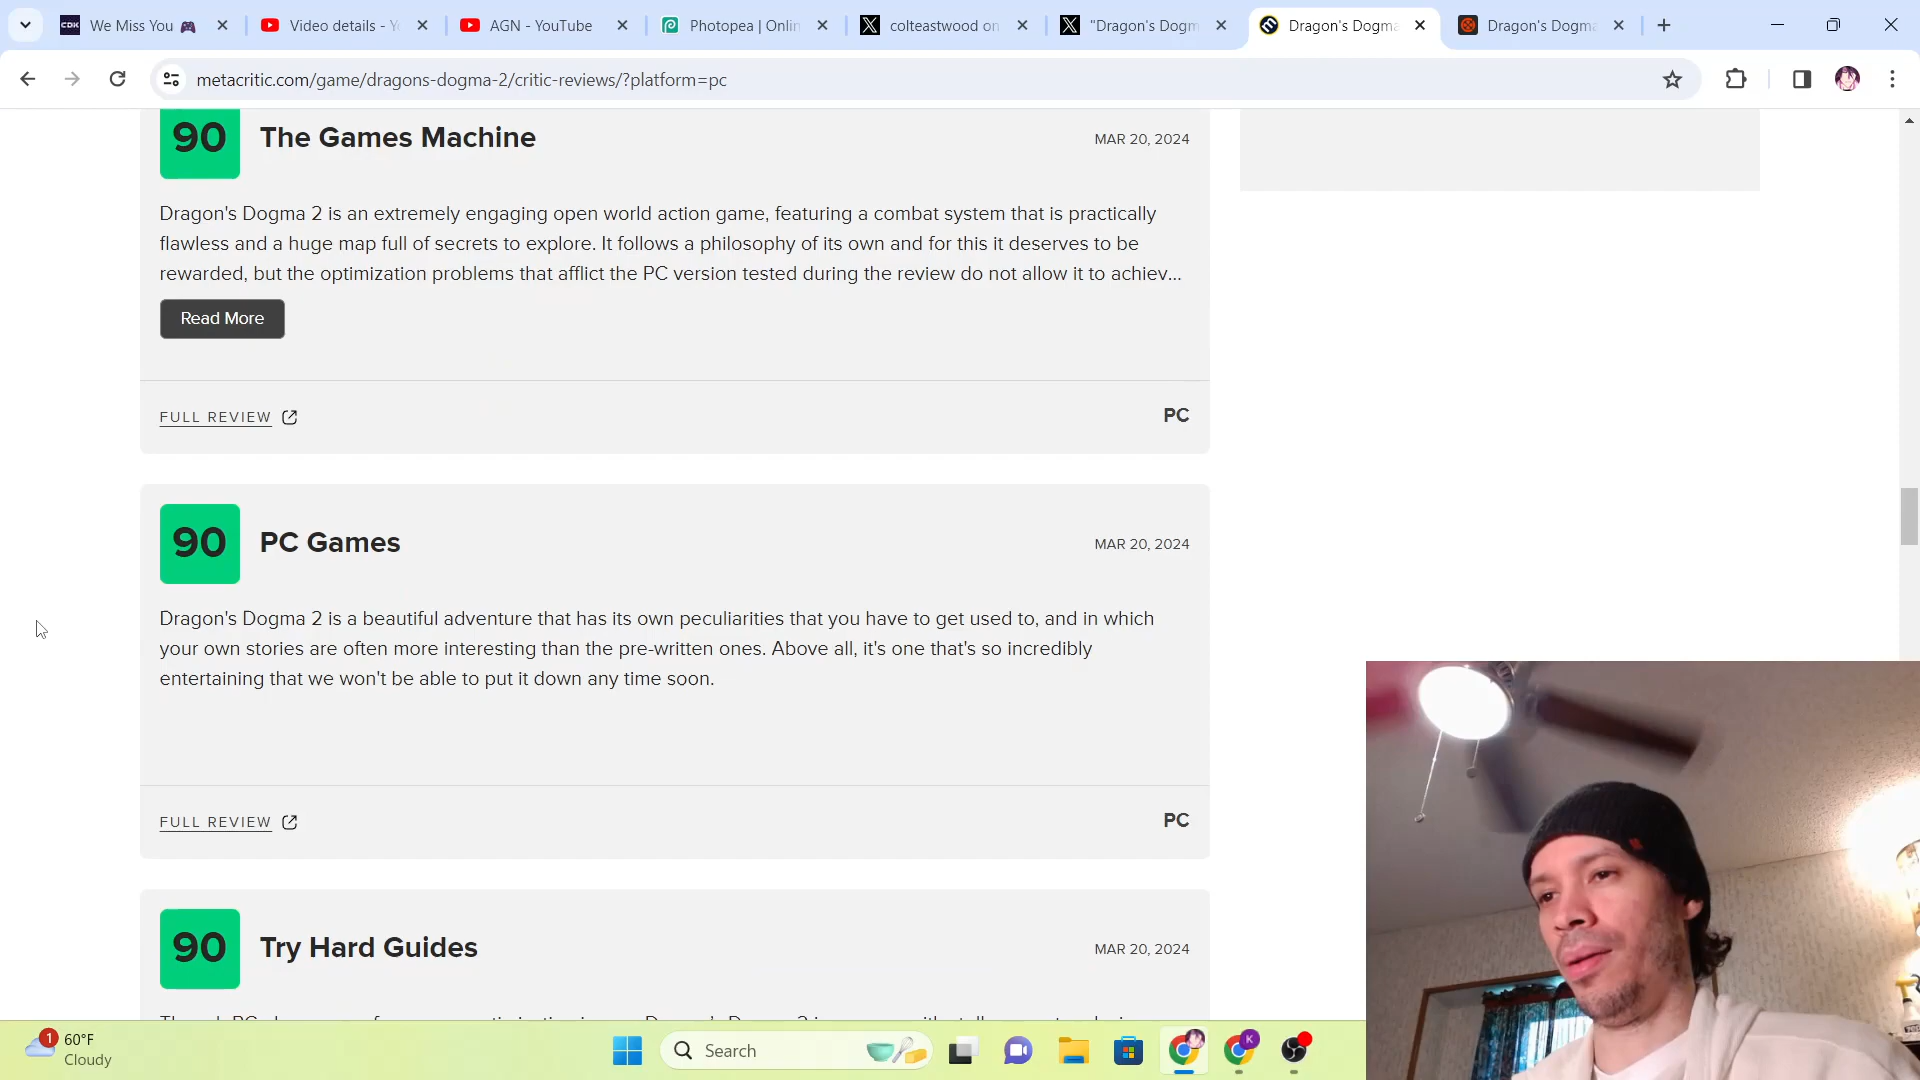 We Miss You 🎮
Video details - Y
AGN - YouTube
Photopea | Onlin
colteastwood on
"Dragon's Dogm
Dragon's Dogma
Dragon's Dogma
metacritic.com/game/dragons-dogma-2/critic-reviews/?platform=pc
90 The Games Machine MAR 20, 2024
Dragon's Dogma 2 is an extremely engaging open world action game, featuring a combat system that is practically
flawless and a huge map full of secrets to explore. It follows a philosophy of its own and for this it deserves to be
rewarded, but the optimization problems that afflict the PC version tested during the review do not allow it to achiev...
Read More
FULL REVIEW PC
90 PC Games MAR 20, 2024
Dragon's Dogma 2 is a beautiful adventure that has its own peculiarities that you have to get used to, and in which
your own stories are often more interesting than the pre-written ones. Above all, it's one that's so incredibly
entertaining that we won't be able to put it down any time soon.
FULL REVIEW PC
90 Try Hard Guides MAR 20, 2024
1 60°F
Cloudy
Search
K